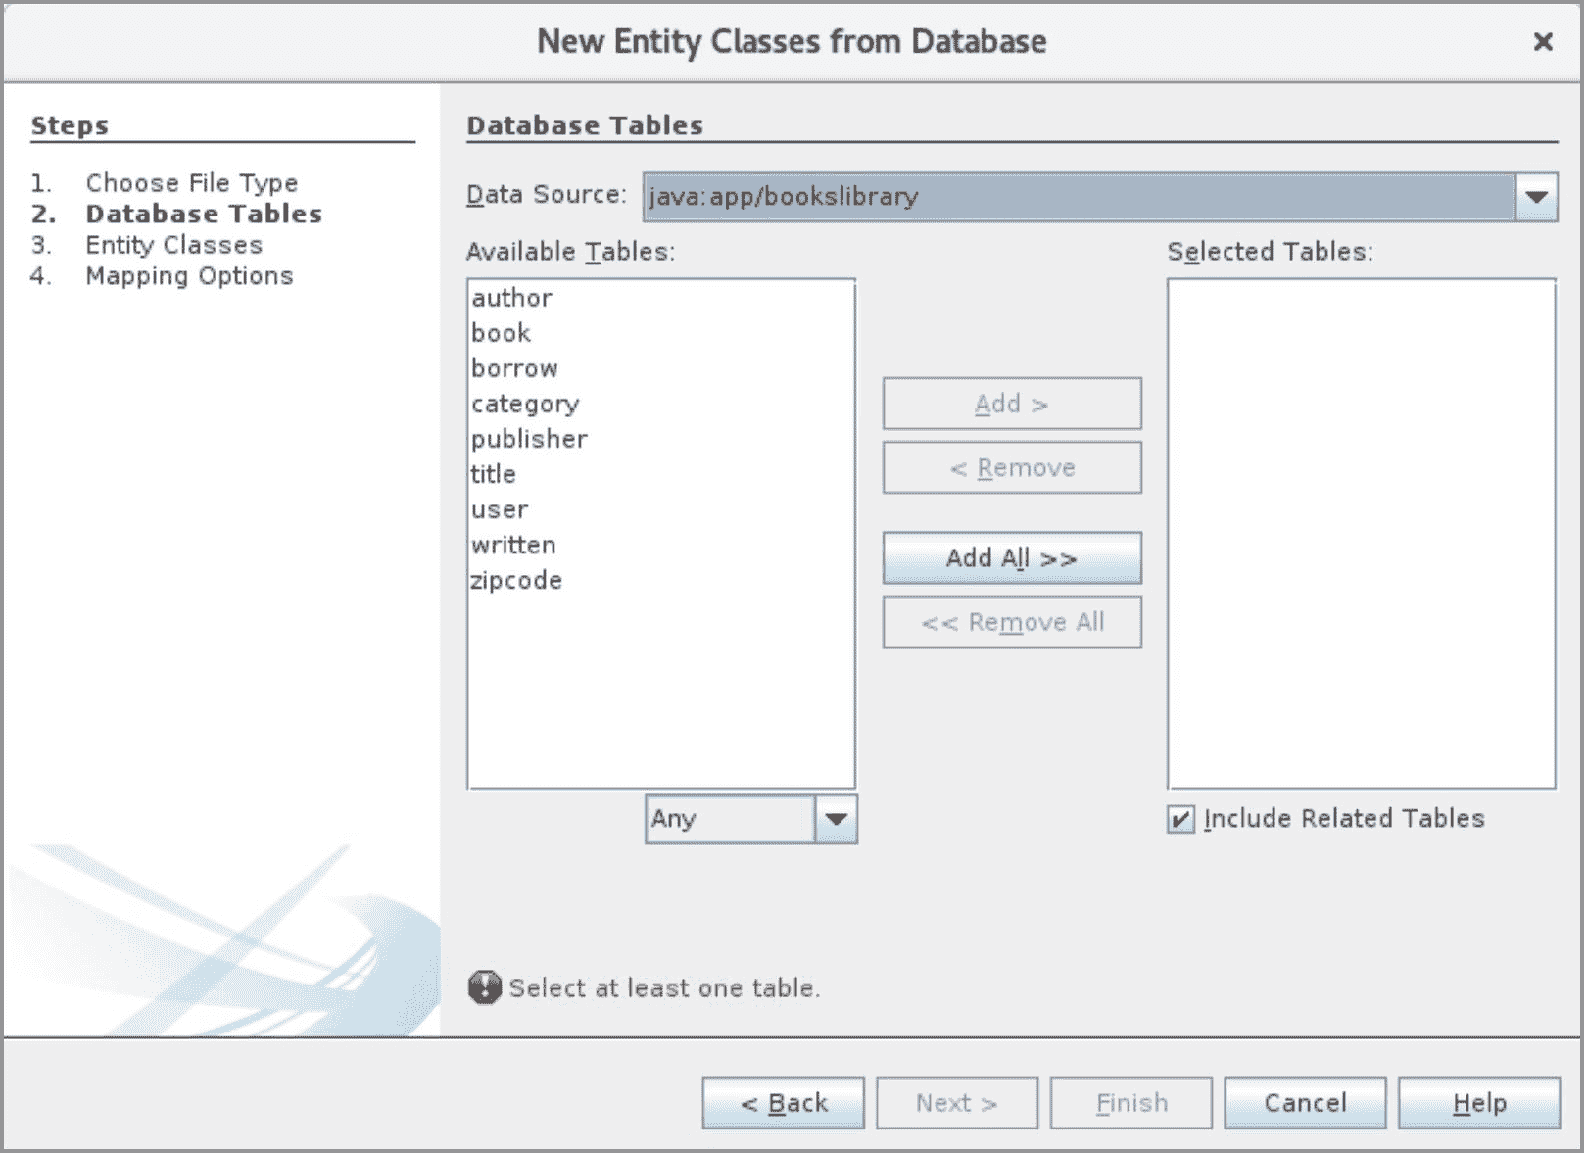 New Entity Classes from Database
Steps
1. Choose File Type
2. Database Tables
3. Entity Classes
4. Mapping Options
Database Tables
Data Source: java:app/bookslibrary
Available Tables:
author
book
borrow
category
publisher
title
user
written
zipcode
Any
Add >
< Remove
Add All >>
<< Remove All
Selected Tables:
Include Related Tables
Select at least one table.
< Back
Next >
Finish
Cancel
Help